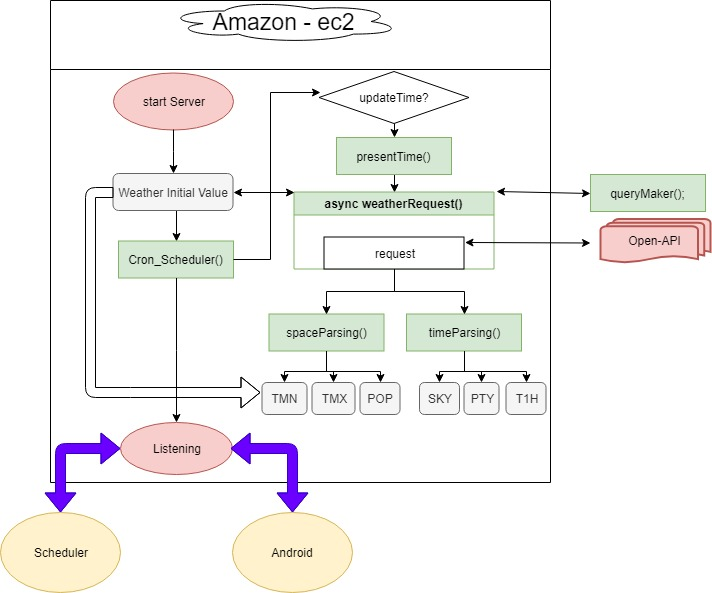 Amazon - ec2
start Server
updateTime?
presentTime()
Weather Initial Value
async weatherRequest()
queryMaker();
Cron_Scheduler()
request
Open-API
spaceParsing()
timeParsing()
TMN
TMX
POP
SKY
PTY
T1H
Listening
Scheduler
Android